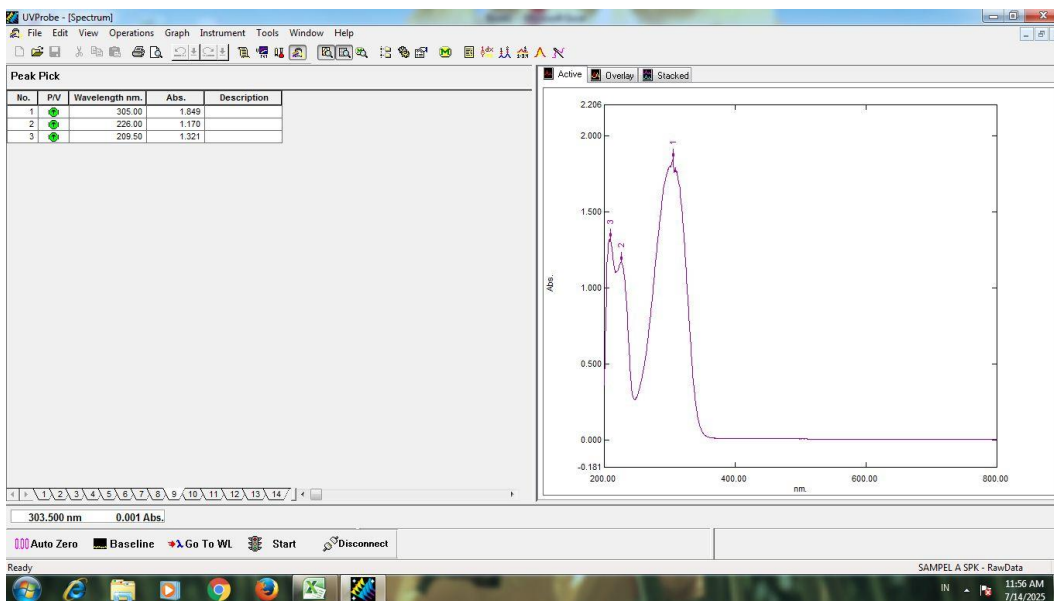 UVProbe - [Spectrum]
File Edit View Operations Graph Instrument Tools Window Help
Peak Pick
No. P/V Wavelength nm. Abs. Description
1 305.00 1.849
2 226.00 1.170
3 209.50 1.321
Active Overlay Stacked
2.206
2.000
1.500
1.000
0.500
0.000
-0.181
Abs.
1
2
3
200.00 400.00 600.00 800.00
nm.
1 2 3 4 5 6 7 8 9 10 11 12 13 14
303.500 nm 0.001 Abs.
Auto Zero Baseline Go To WL Start Disconnect
Ready SAMPEL A SPK - RawData
IN 11:56 AM
7/14/2025